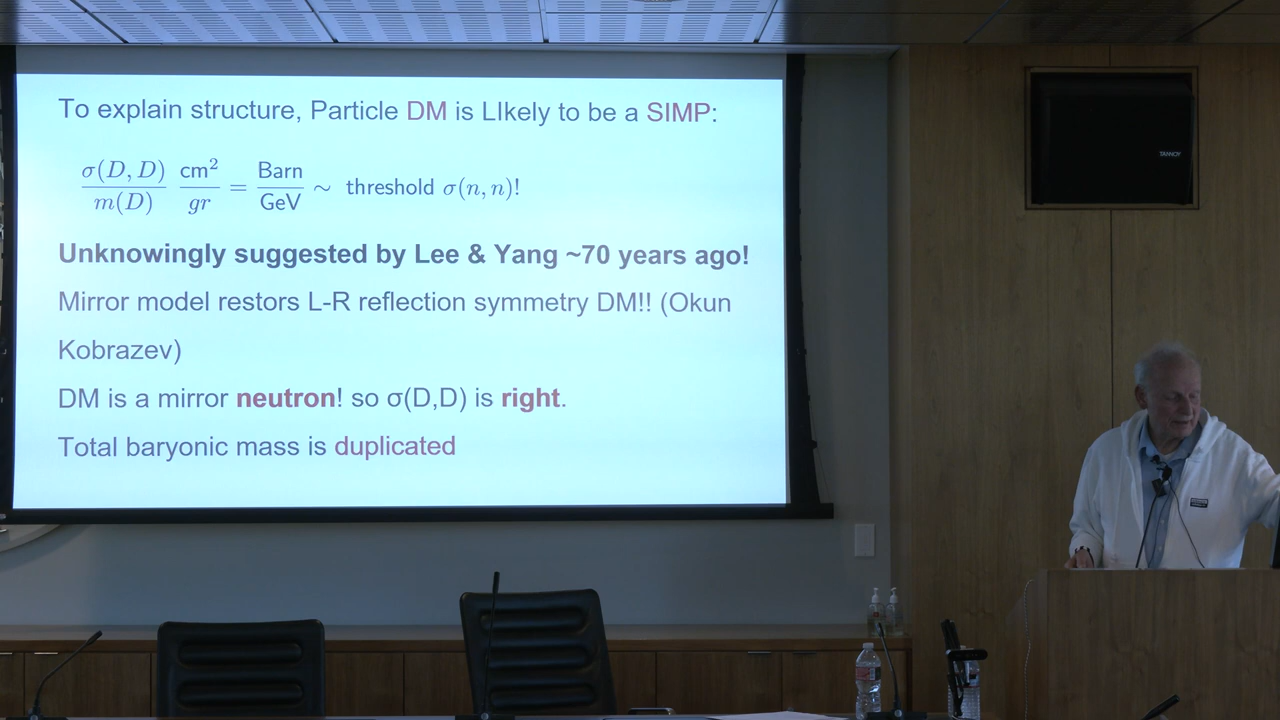 To explain structure, Particle DM is LIkely to be a SIMP:
σ(D, D)/m(D) cm²/gr = Barn/GeV ∼ threshold σ(n, n)!
Unknowingly suggested by Lee & Yang ~70 years ago!
Mirror model restors L-R reflection symmetry DM!! (Okun
Kobrazev)
DM is a mirror neutron! so σ(D,D) is right.
Total baryonic mass is duplicated
TANNOY